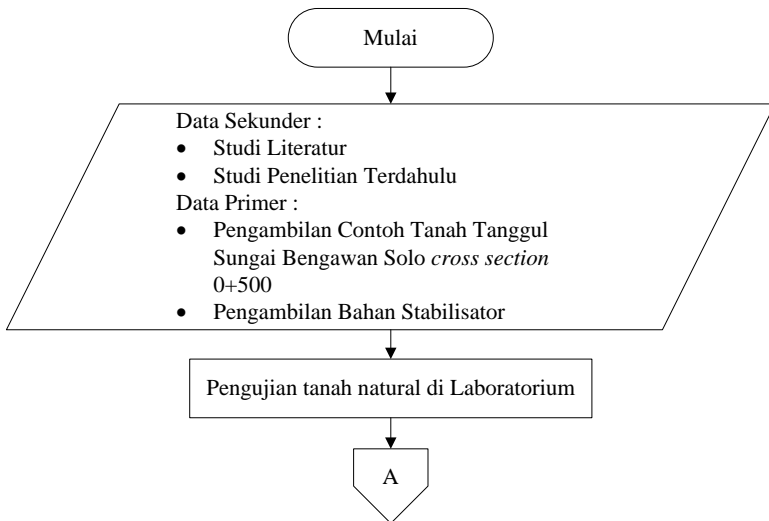 Mulai
Data Sekunder :
• Studi Literatur
• Studi Penelitian Terdahulu
Data Primer :
• Pengambilan Contoh Tanah Tanggul
Sungai Bengawan Solo cross section
0+500
• Pengambilan Bahan Stabilisator
Pengujian tanah natural di Laboratorium
A